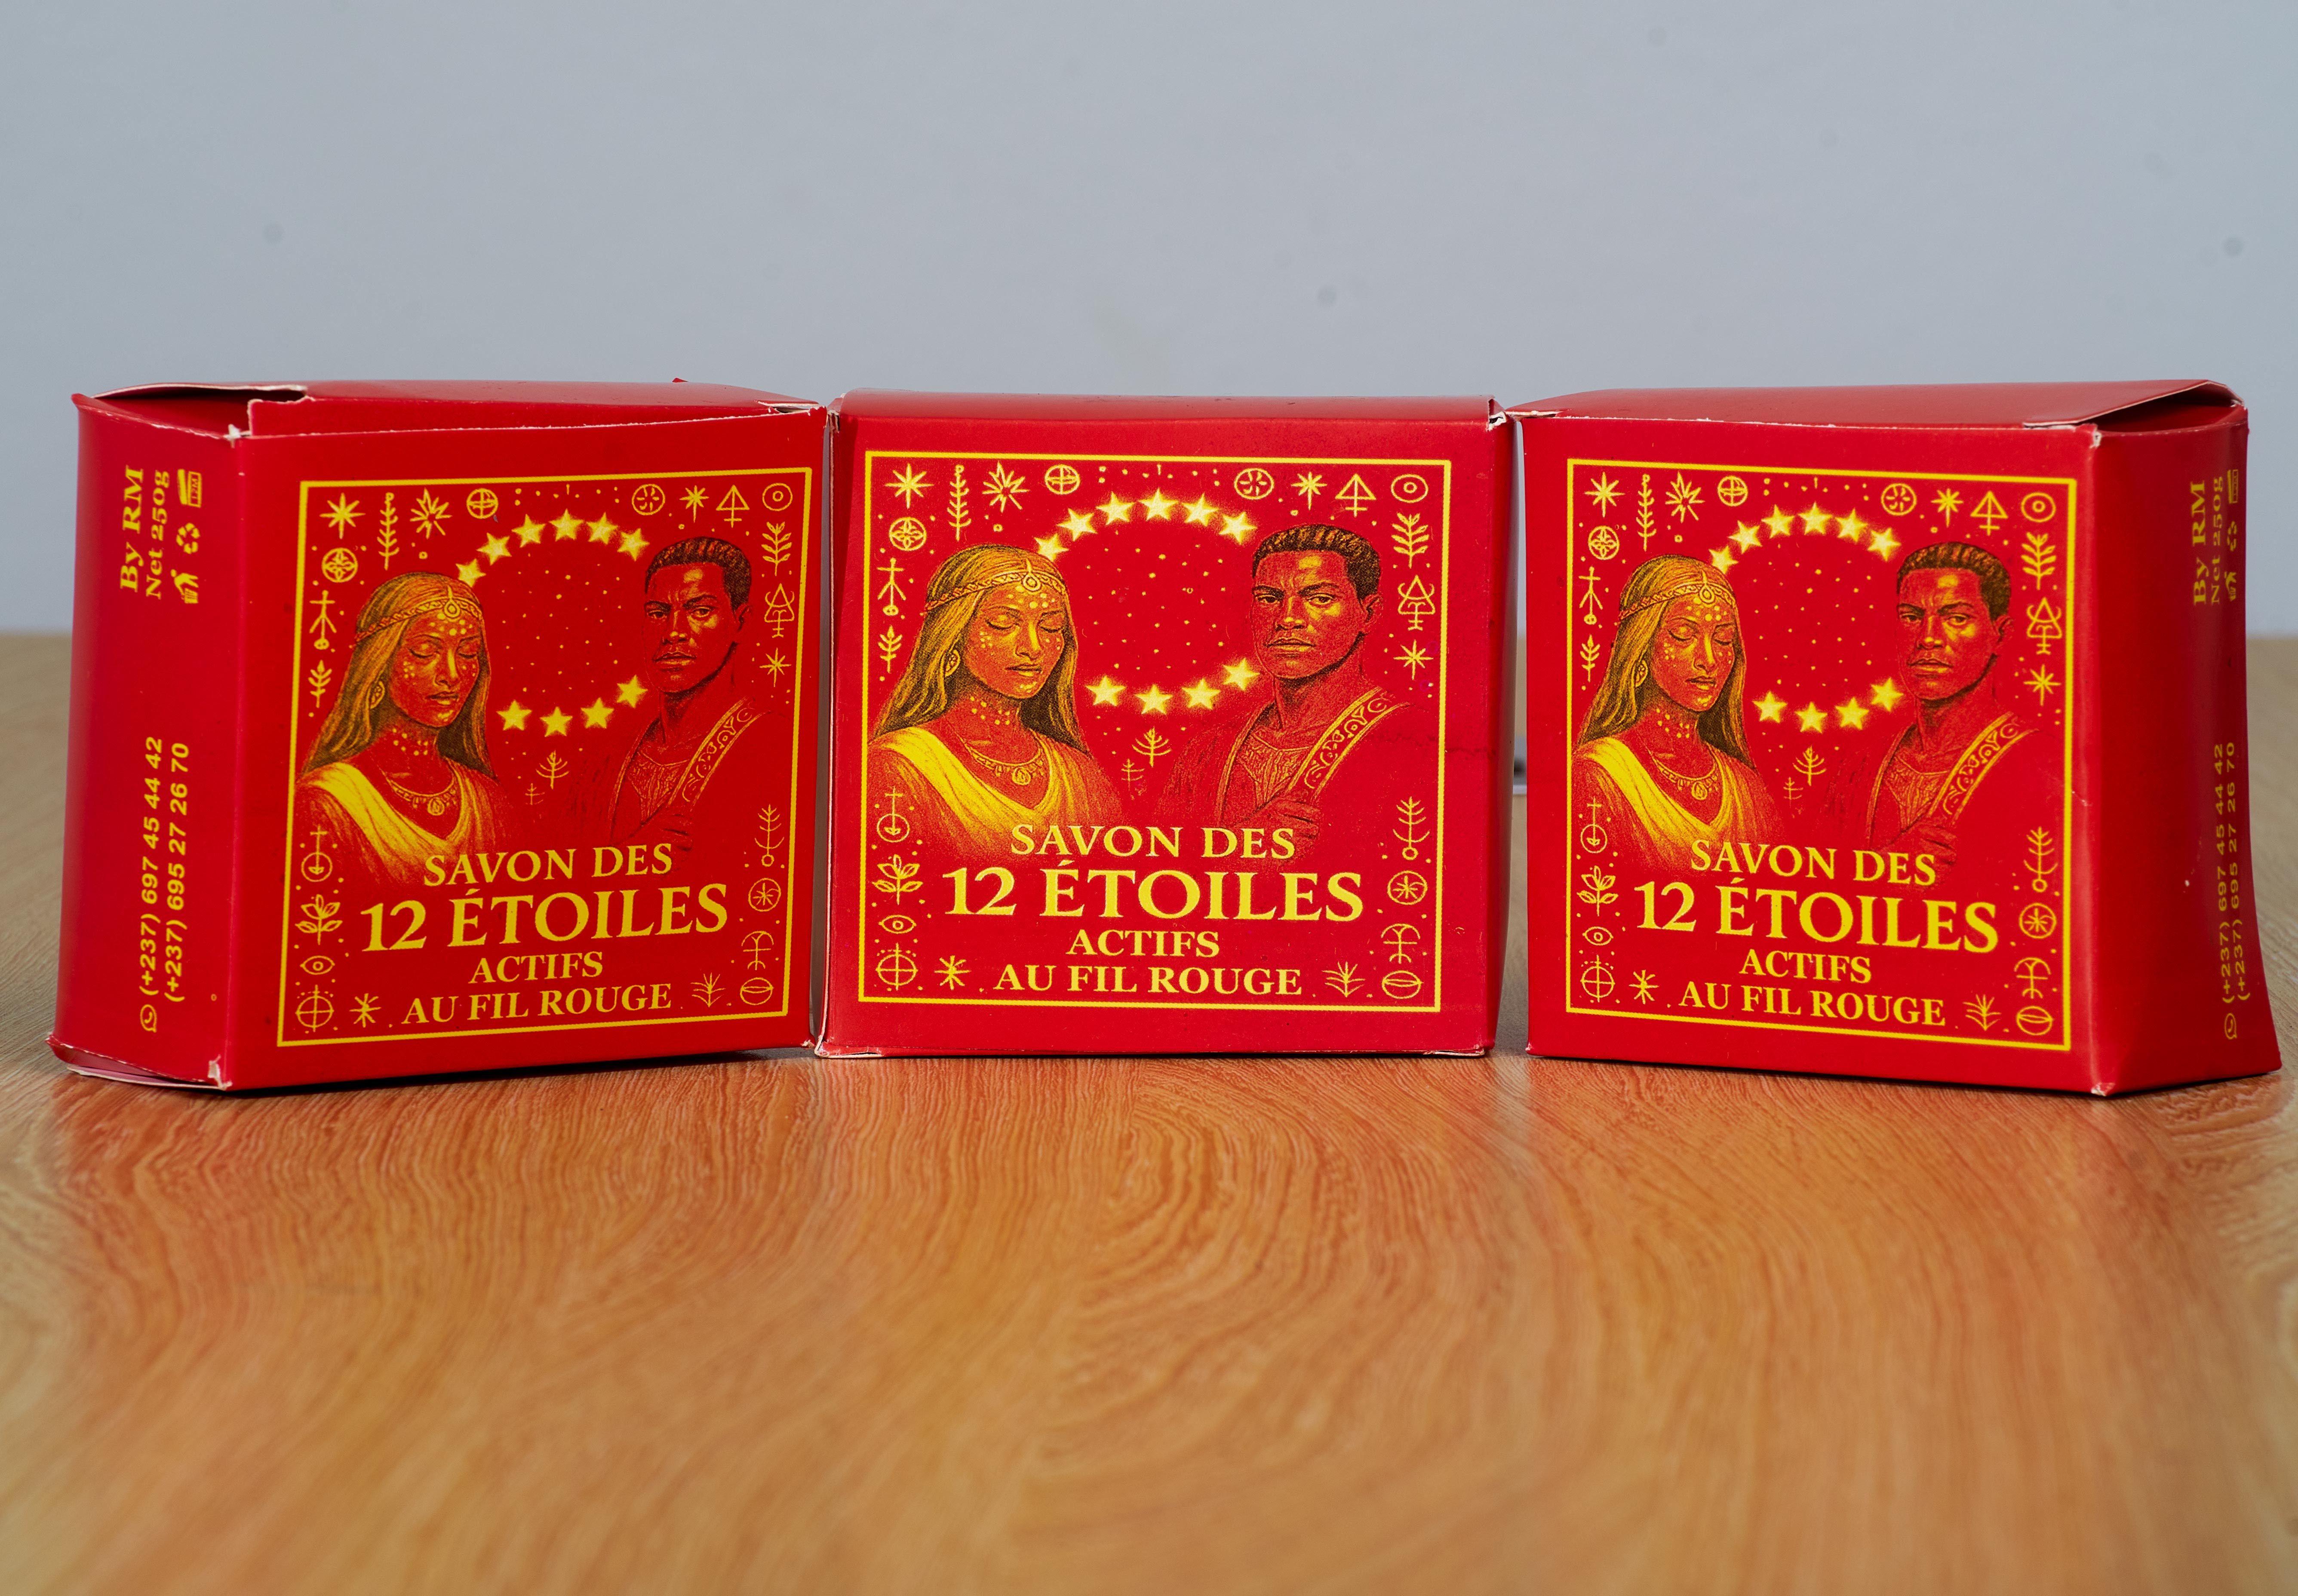 By RM
Net 250g
(+237) 697 45 44 42
(+237) 695 27 26 70
SAVON DES
12 ÉTOILES
ACTIFS
AU FIL ROUGE
SAVON DES
12 ÉTOILES
ACTIFS
AU FIL ROUGE
SAVON DES
12 ÉTOILES
ACTIFS
AU FIL ROUGE
By RM
Net 250g
(+237) 697 45 44 42
(+237) 695 27 26 70